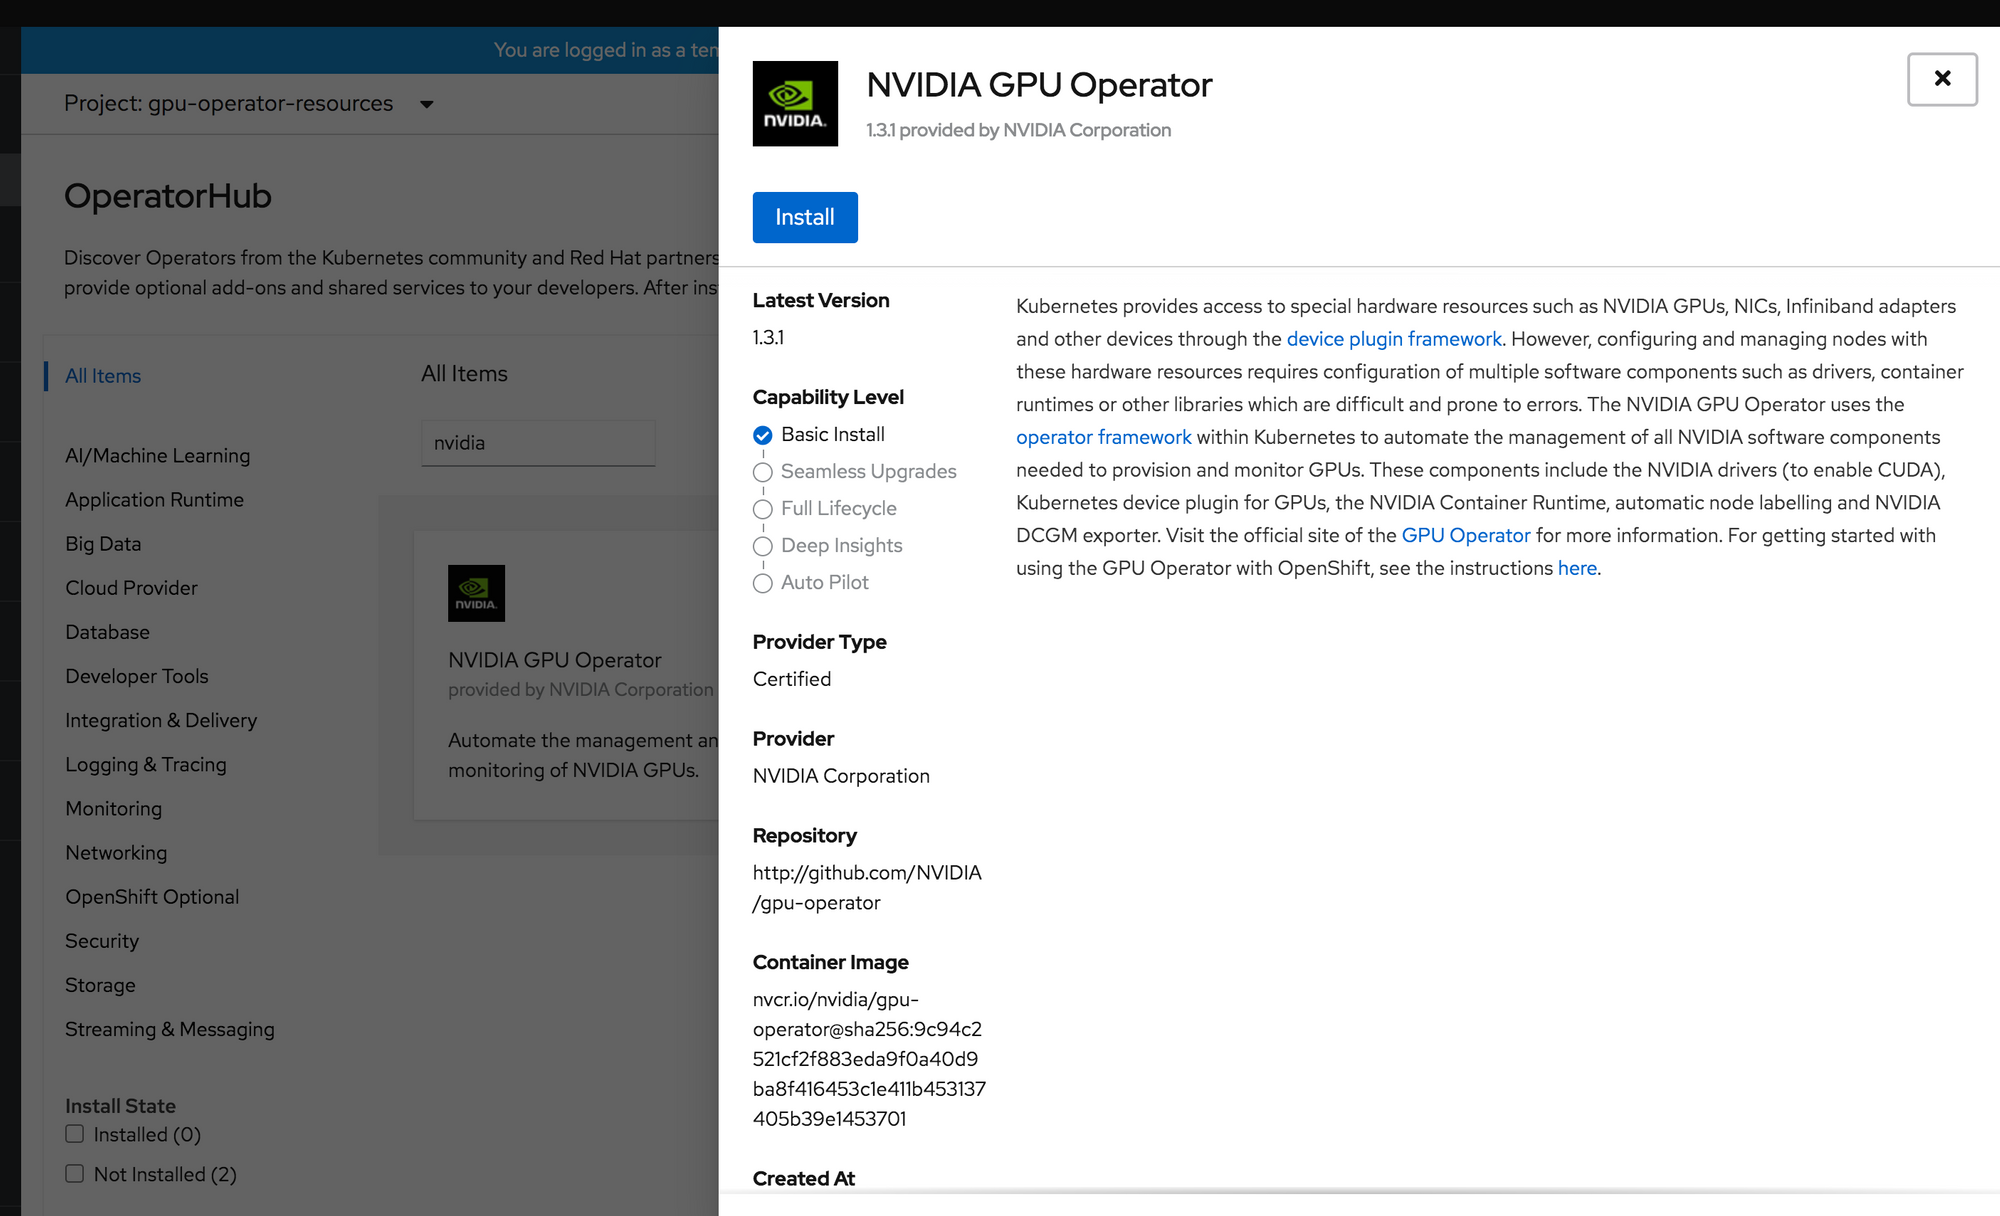 You are logged in as a ten
Project: gpu-operator-resources
OperatorHub
Discover Operators from the Kubernetes community and Red Hat partners
provide optional add-ons and shared services to your developers. After ins
All Items
AI/Machine Learning
Application Runtime
Big Data
Cloud Provider
Database
Developer Tools
Integration & Delivery
Logging & Tracing
Monitoring
Networking
OpenShift Optional
Security
Storage
Streaming & Messaging
Install State
Installed (0)
Not Installed (2)
All Items
nvidia
NVIDIA.
NVIDIA GPU Operator
provided by NVIDIA Corporation
Automate the management an
monitoring of NVIDIA GPUs.
NVIDIA.
NVIDIA GPU Operator
1.3.1 provided by NVIDIA Corporation
Install
Latest Version
1.3.1
Capability Level
Basic Install
Seamless Upgrades
Full Lifecycle
Deep Insights
Auto Pilot
Provider Type
Certified
Provider
NVIDIA Corporation
Repository
http://github.com/NVIDIA
/gpu-operator
Container Image
nvcr.io/nvidia/gpu-
operator@sha256:9c94c2
521cf2f883eda9f0a40d9
ba8f416453c1e411b453137
405b39e1453701
Created At
Kubernetes provides access to special hardware resources such as NVIDIA GPUs, NICs, Infiniband adapters
and other devices through the device plugin framework. However, configuring and managing nodes with
these hardware resources requires configuration of multiple software components such as drivers, container
runtimes or other libraries which are difficult and prone to errors. The NVIDIA GPU Operator uses the
operator framework within Kubernetes to automate the management of all NVIDIA software components
needed to provision and monitor GPUs. These components include the NVIDIA drivers (to enable CUDA),
Kubernetes device plugin for GPUs, the NVIDIA Container Runtime, automatic node labelling and NVIDIA
DCGM exporter. Visit the official site of the GPU Operator for more information. For getting started with
using the GPU Operator with OpenShift, see the instructions here.